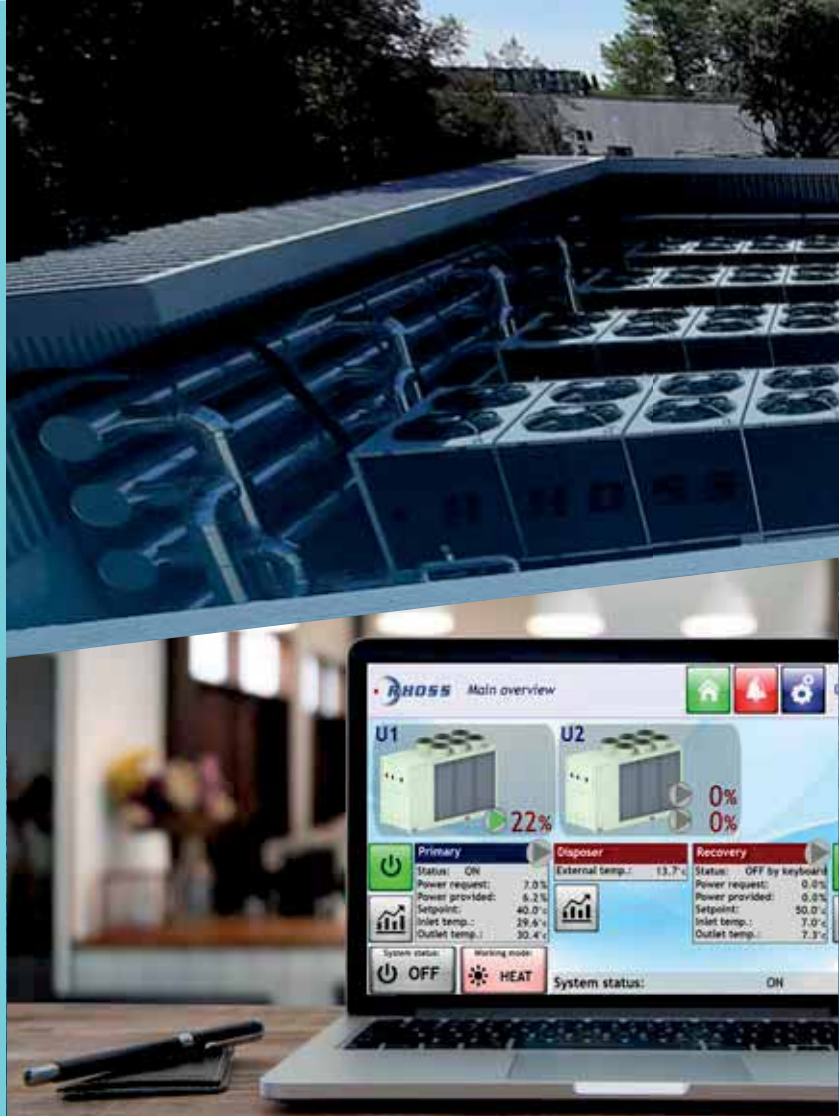 RHOSS
RHOSS Main overview
U1
U2
22%
0%
0%
Primary
Status: ON
Power request: 7.0%
Power provided: 6.2%
Setpoint: 40.0°c
Inlet temp.: 29.6°c
Outlet temp.: 30.4°c
Disposer
External temp.: 13.7°c
Recovery
Status: OFF by keyboard
Power request: 0.0%
Power provided: 0.0%
Setpoint: 50.0°c
Inlet temp.: 7.0°c
Outlet temp.: 7.3°c
System status:
OFF
Working mode:
HEAT
System status: ON